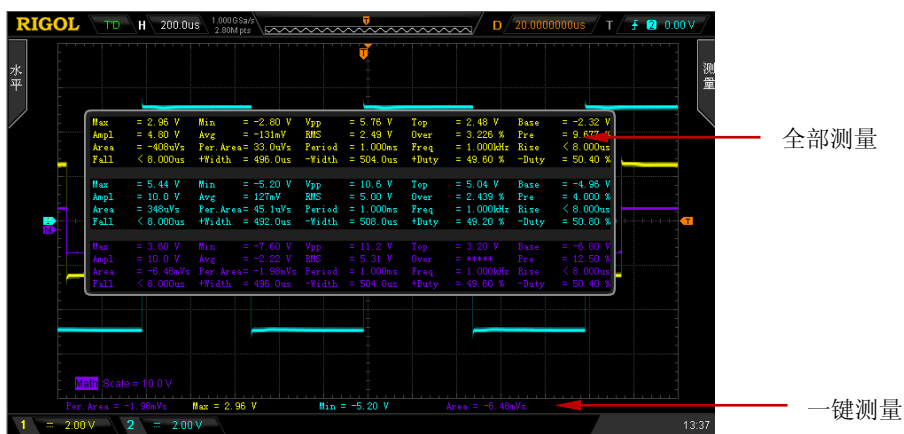 RIGOL T'D H 200.0us 1.000GSa/s 2.80M pts D 20.0000000us T 2 0.00 V
水平
测量
Max = 2.96 V Min = -2.80 V Vpp = 5.76 V Top = 2.48 V Base = -2.32 V
Ampl = 4.80 V Avg = -131mV RMS = 2.49 V Over = 3.226 % Pre = 9.677 %
Area = -408uVs Per.Area= 33.0uVs Period = 1.000ms Freq = 1.000kHz Rise < 8.000us
Fall < 8.000us +Width = 496.0us -Width = 504.0us +Duty = 49.60 % -Duty = 50.40 %
Max = 5.44 V Min = -5.20 V Vpp = 10.6 V Top = 5.04 V Base = -4.96 V
Ampl = 10.0 V Avg = 127mV RMS = 5.00 V Over = 2.439 % Pre = 4.000 %
Area = 348uVs Per.Area= 45.1uVs Period = 1.000ms Freq = 1.000kHz Rise < 8.000us
Fall < 8.000us +Width = 492.0us -Width = 508.0us +Duty = 49.20 % -Duty = 50.80 %
Max = 3.60 V Min = -7.60 V Vpp = 11.2 V Top = 3.20 V Base = -6.80 V
Ampl = 10.0 V Avg = -2.22 V RMS = 5.31 V Over = ***** Pre = 12.50 %
Area = -6.48mVs Per.Area= -1.98mVs Period = 1.000ms Freq = 1.000kHz Rise < 8.000us
Fall < 8.000us +Width = 496.0us -Width = 504.0us +Duty = 49.60 % -Duty = 50.40 %
全部测量
Math Scale = 10.0 V
Per.Area = -1.98mVs Max = 2.96 V Min = -5.20 V Area = -6.48mVs
一键测量
1 = 2.00 V 2 = 2.00 V 13:37